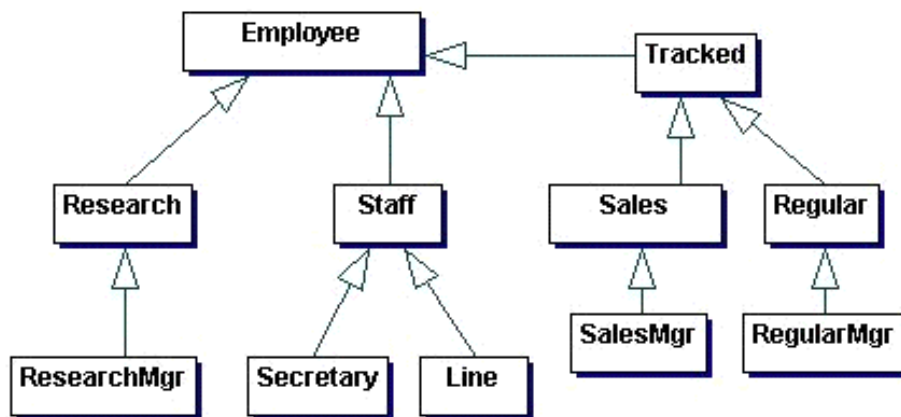 Employee
Tracked
Research
Staff
Sales
Regular
SalesMgr
RegularMgr
ResearchMgr
Secretary
Line